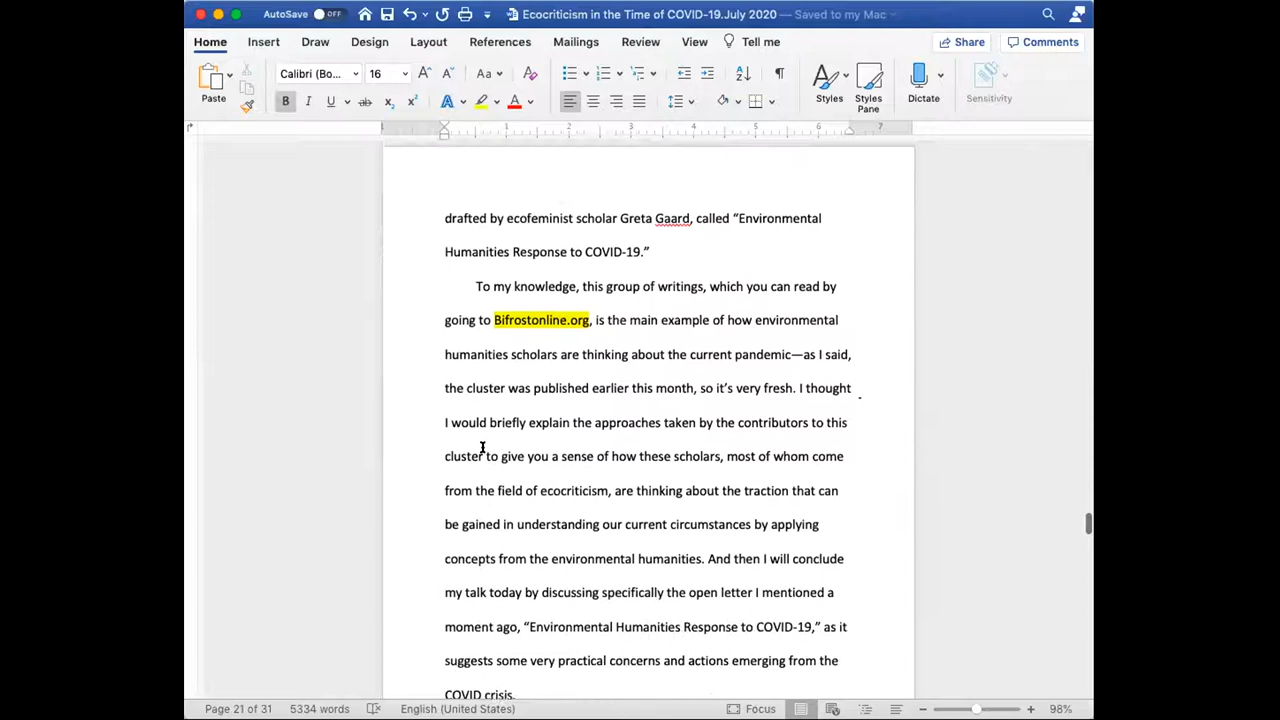 AutoSave OFF Ecocriticism in the Time of COVID-19.July 2020 — Saved to my Mac
Home Insert Draw Design Layout References Mailings Review View Tell me Share Comments
Calibri (Bo... 16
Paste Styles Styles Pane Dictate Sensitivity
1 1 2 3 4 5 6 7
drafted by ecofeminist scholar Greta Gaard, called “Environmental
Humanities Response to COVID-19.”
To my knowledge, this group of writings, which you can read by
going to Bifrostonline.org, is the main example of how environmental
humanities scholars are thinking about the current pandemic—as I said,
the cluster was published earlier this month, so it’s very fresh. I thought
I would briefly explain the approaches taken by the contributors to this
cluster to give you a sense of how these scholars, most of whom come
from the field of ecocriticism, are thinking about the traction that can
be gained in understanding our current circumstances by applying
concepts from the environmental humanities. And then I will conclude
my talk today by discussing specifically the open letter I mentioned a
moment ago, “Environmental Humanities Response to COVID-19,” as it
suggests some very practical concerns and actions emerging from the
COVID crisis.
Page 21 of 31 5334 words English (United States) Focus 98%